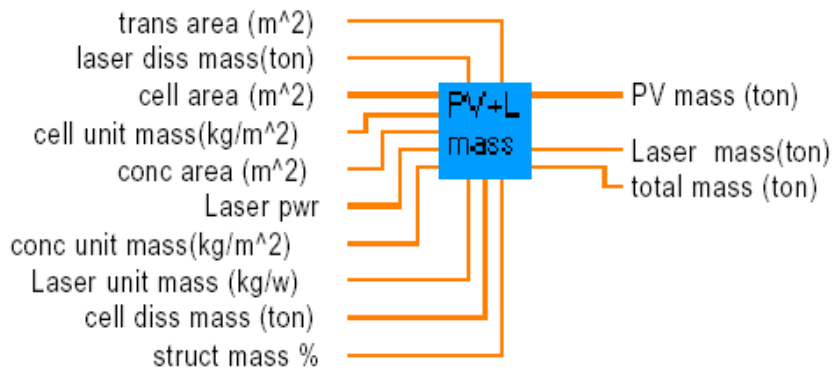 trans area (m^2)
laser diss mass(ton)
cell area (m^2)
cell unit mass(kg/m^2)
conc area (m^2)
Laser pwr
conc unit mass(kg/m^2)
Laser unit mass (kg/w)
cell diss mass (ton)
struct mass %
PV+L
mass
PV mass (ton)
Laser mass(ton)
total mass (ton)